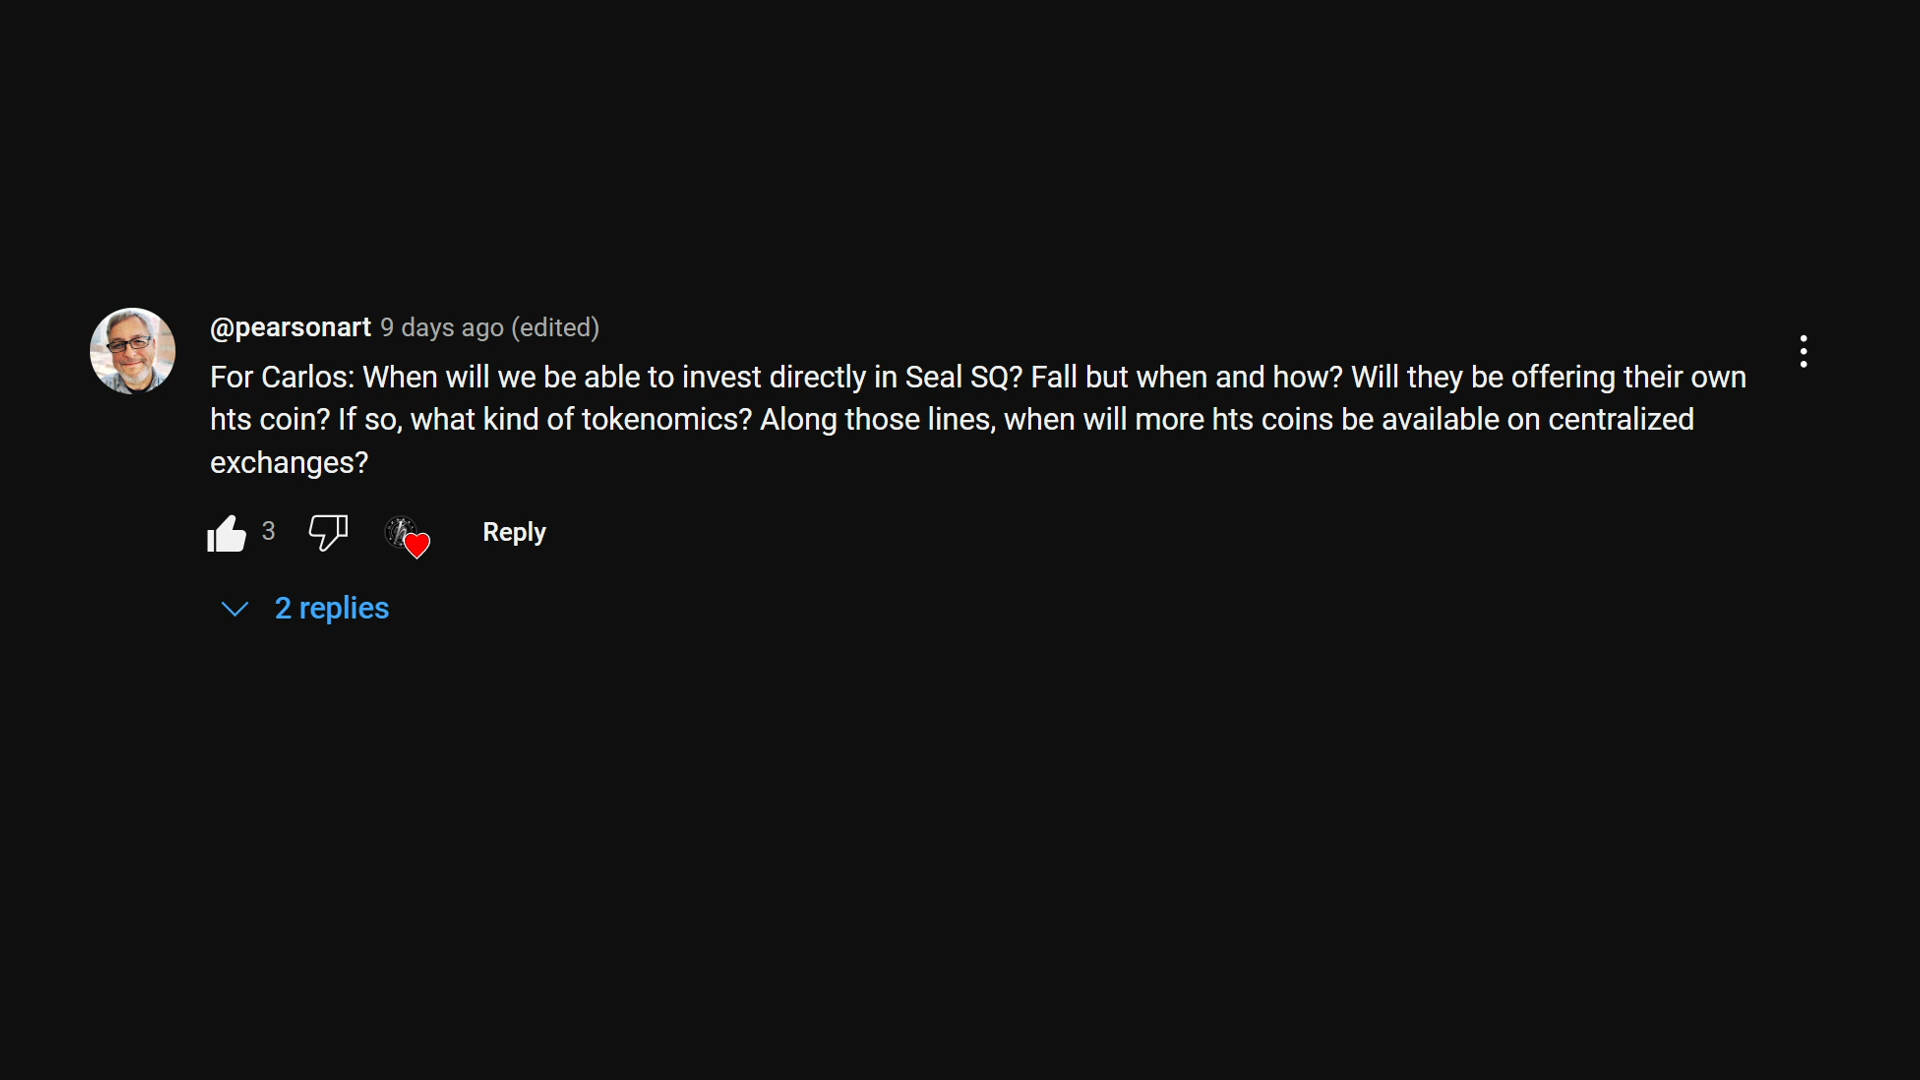 @pearsonart 9 days ago (edited)
For Carlos: When will we be able to invest directly in Seal SQ? Fall but when and how? Will they be offering their own
hts coin? If so, what kind of tokenomics? Along those lines, when will more hts coins be available on centralized
exchanges?
3 Reply
2 replies